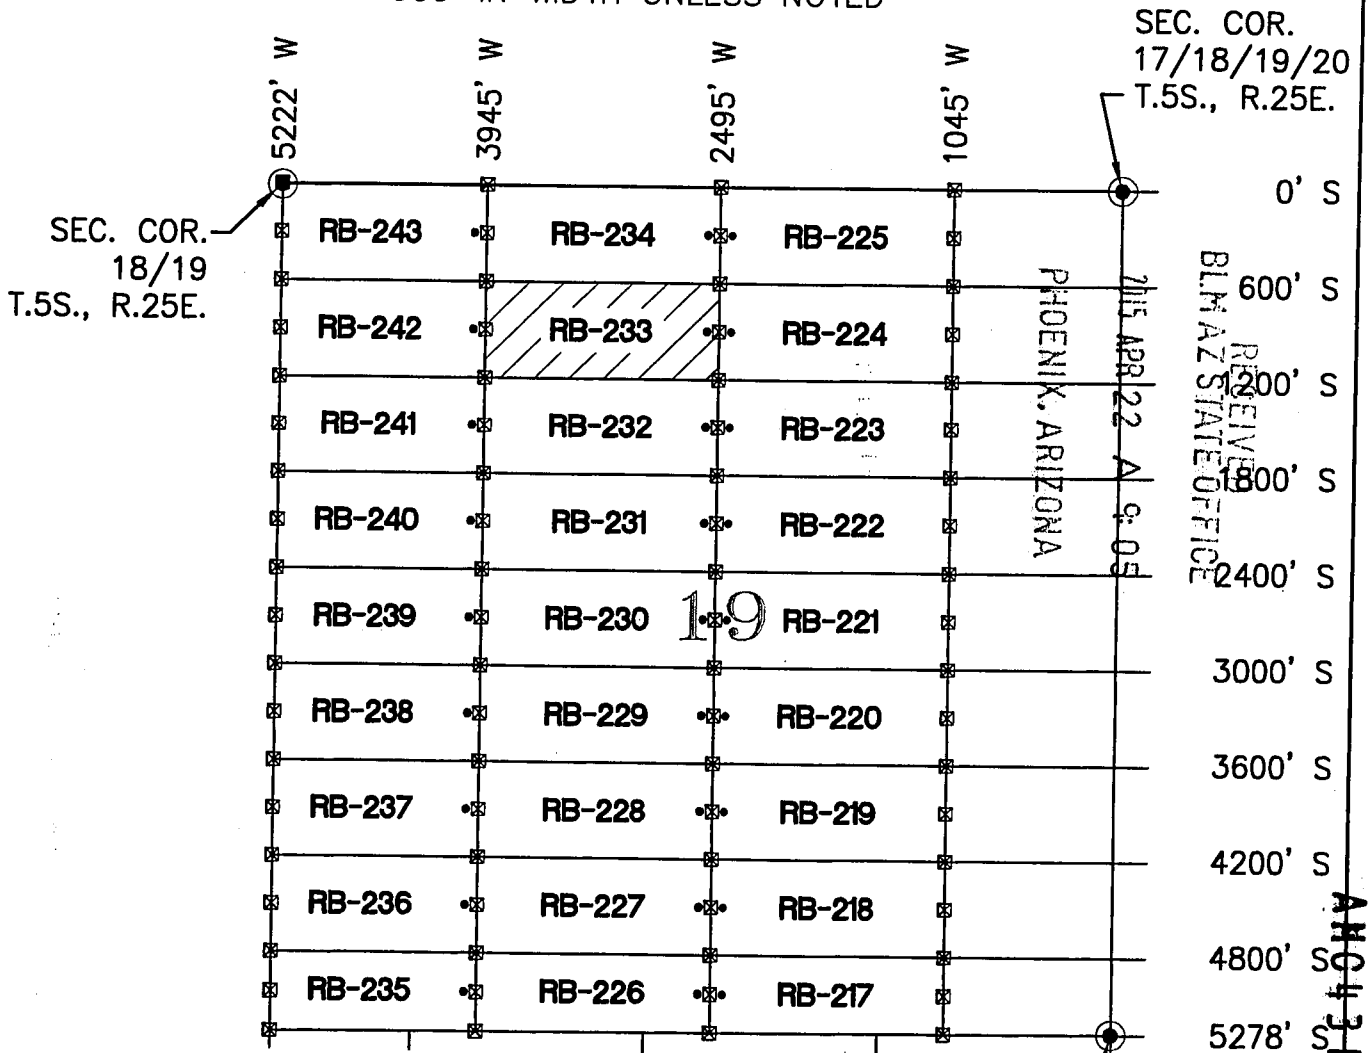 5222' W
3945' W
2495' W
1045' W
SEC. COR.
17/18/19/20
T.5S., R.25E.
SEC. COR.
18/19
T.5S., R.25E.
0' S
RB-243 RB-234 RB-225
600' S
RB-242 RB-233 RB-224
1200' S
RB-241 RB-232 RB-223
1800' S
RB-240 RB-231 RB-222
2400' S
RB-239 RB-230 19 RB-221
3000' S
RB-238 RB-229 RB-220
3600' S
RB-237 RB-228 RB-219
4200' S
RB-236 RB-227 RB-218
4800' S
RB-235 RB-226 RB-217
5278' S
RECEIVED
BLM AZ STATE OFFICE
2015 APR 22 A 9:05
PHOENIX, ARIZONA